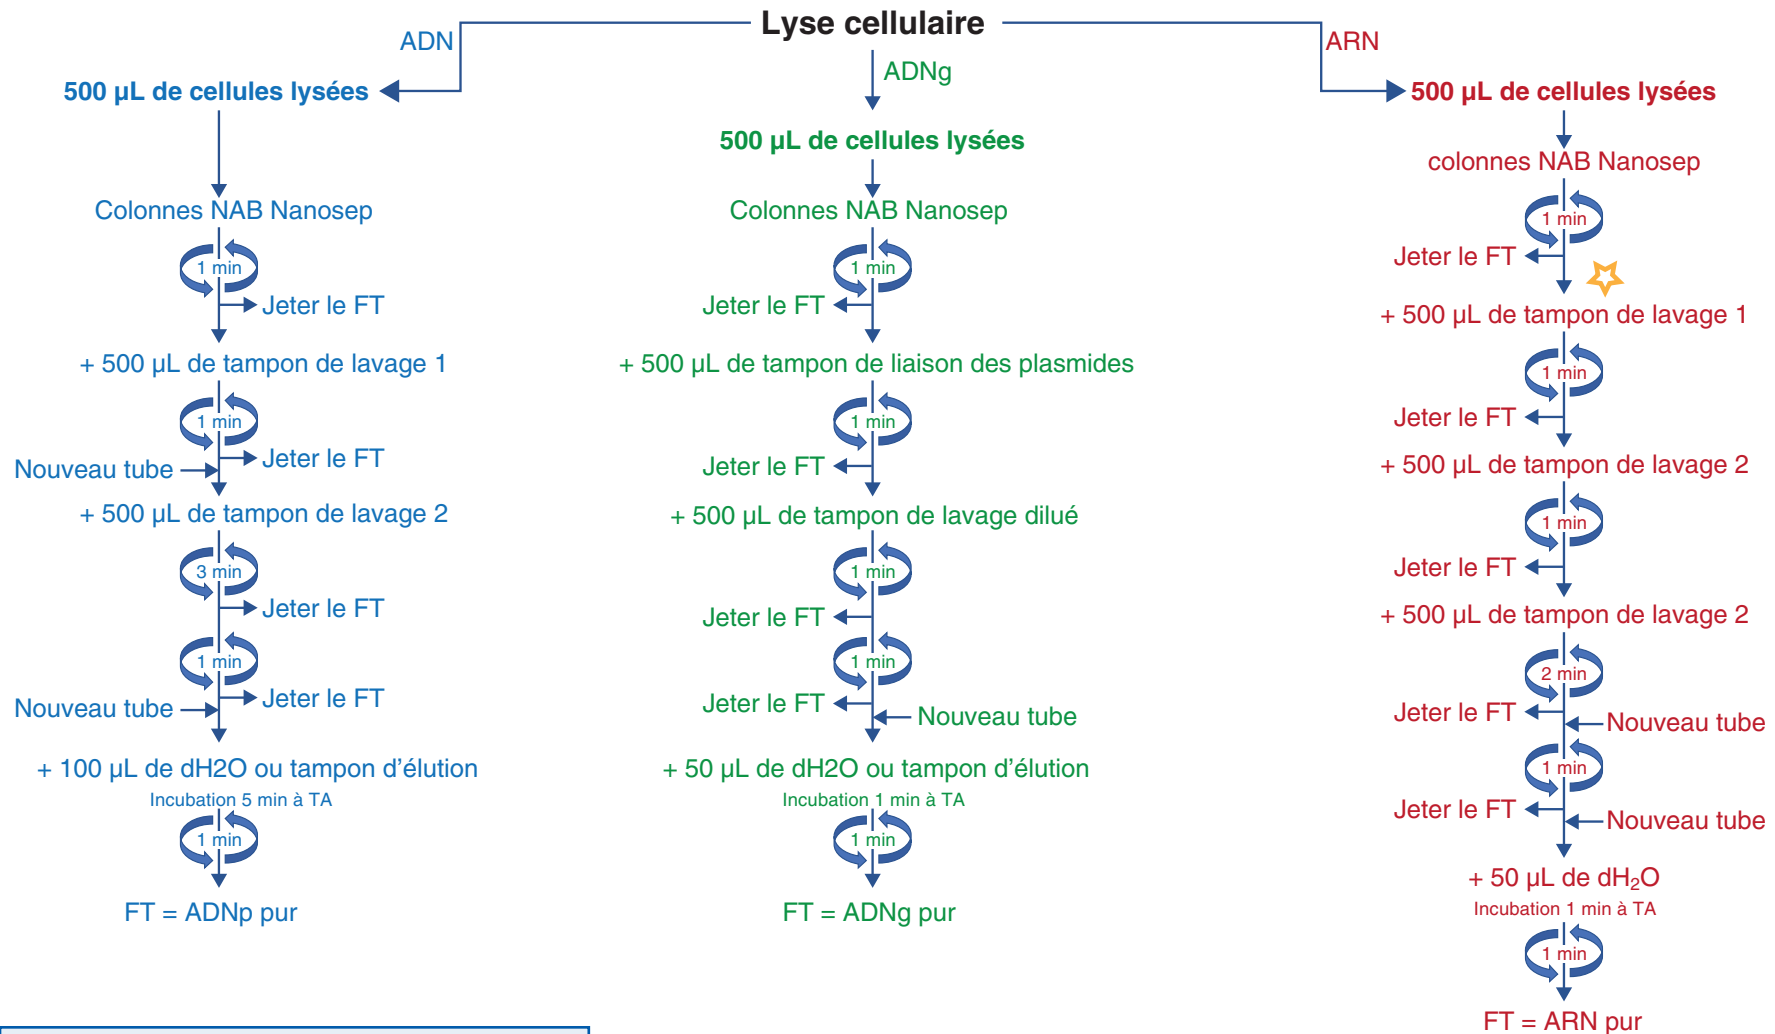 Lyse cellulaire
ADN
500 µL de cellules lysées
Colonnes NAB Nanosep
1 min
Jeter le FT
+ 500 µL de tampon de lavage 1
1 min
Jeter le FT
Nouveau tube
+ 500 µL de tampon de lavage 2
3 min
Jeter le FT
1 min
Jeter le FT
Nouveau tube
+ 100 µL de dH2O ou tampon d’élution
Incubation 5 min à TA
1 min
FT = ADNp pur
ADNg
500 µL de cellules lysées
Colonnes NAB Nanosep
1 min
Jeter le FT
+ 500 µL de tampon de liaison des plasmides
1 min
Jeter le FT
+ 500 µL de tampon de lavage dilué
1 min
Jeter le FT
1 min
Jeter le FT
Nouveau tube
+ 50 µL de dH2O ou tampon d’élution
Incubation 1 min à TA
1 min
FT = ADNg pur
ARN
500 µL de cellules lysées
colonnes NAB Nanosep
1 min
Jeter le FT
+ 500 µL de tampon de lavage 1
1 min
Jeter le FT
+ 500 µL de tampon de lavage 2
1 min
Jeter le FT
+ 500 µL de tampon de lavage 2
2 min
Jeter le FT
Nouveau tube
1 min
Jeter le FT
Nouveau tube
+ 50 µL de dH₂O
Incubation 1 min à TA
1 min
FT = ARN pur